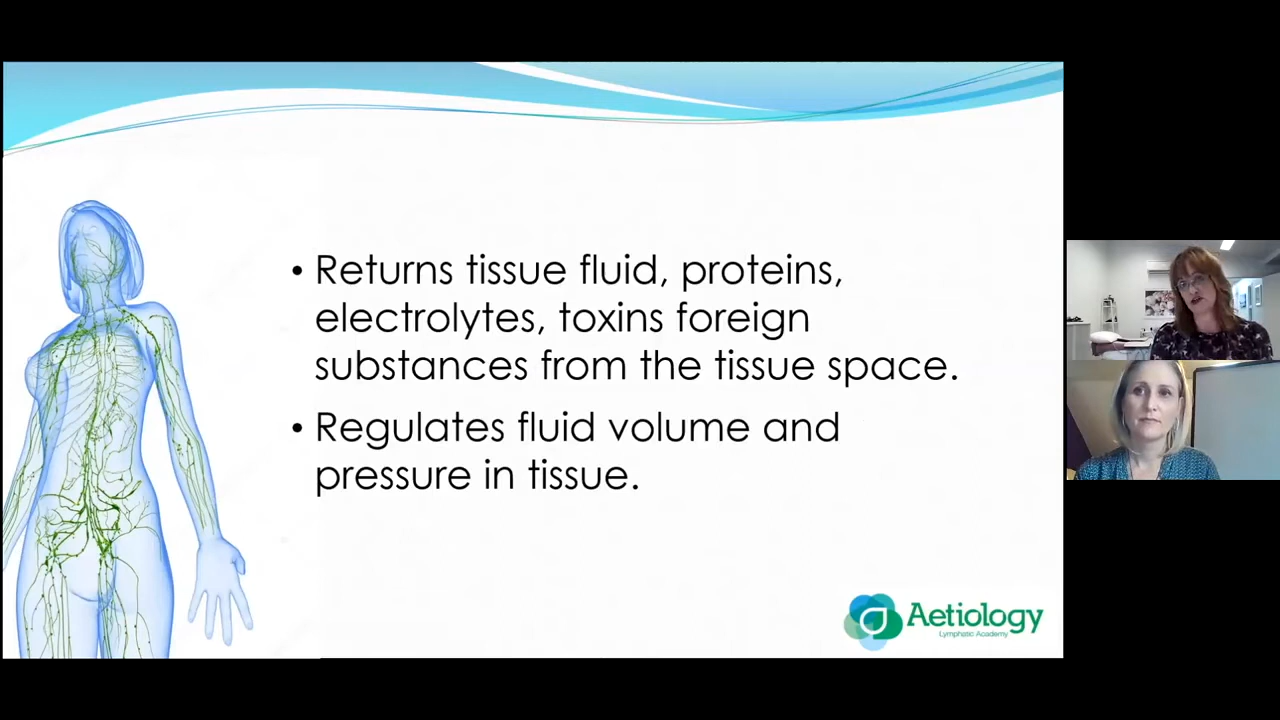 • Returns tissue fluid, proteins,
electrolytes, toxins foreign
substances from the tissue space.
• Regulates fluid volume and
pressure in tissue.
Aetiology
Lymphatic Academy